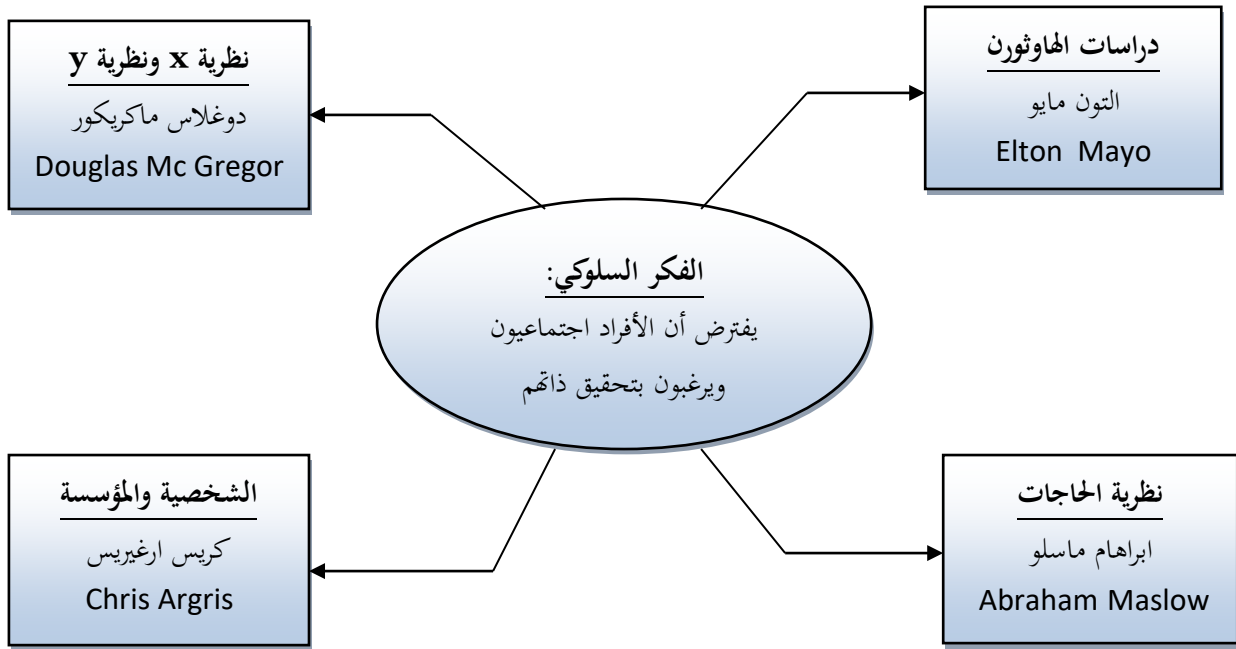 دراسات الهاوثورن
التون مايو
Elton Mayo
نظرية x ونظرية y
دوغلاس ماكريكور
Douglas Mc Gregor
الفكر السلوكي:
يفترض أن الأفراد اجتماعيون
ويرغبون بتحقيق ذاتهم
نظرية الحاجات
ابراهام ماسلو
Abraham Maslow
الشخصية والمؤسسة
كريس ارغيريس
Chris Argris